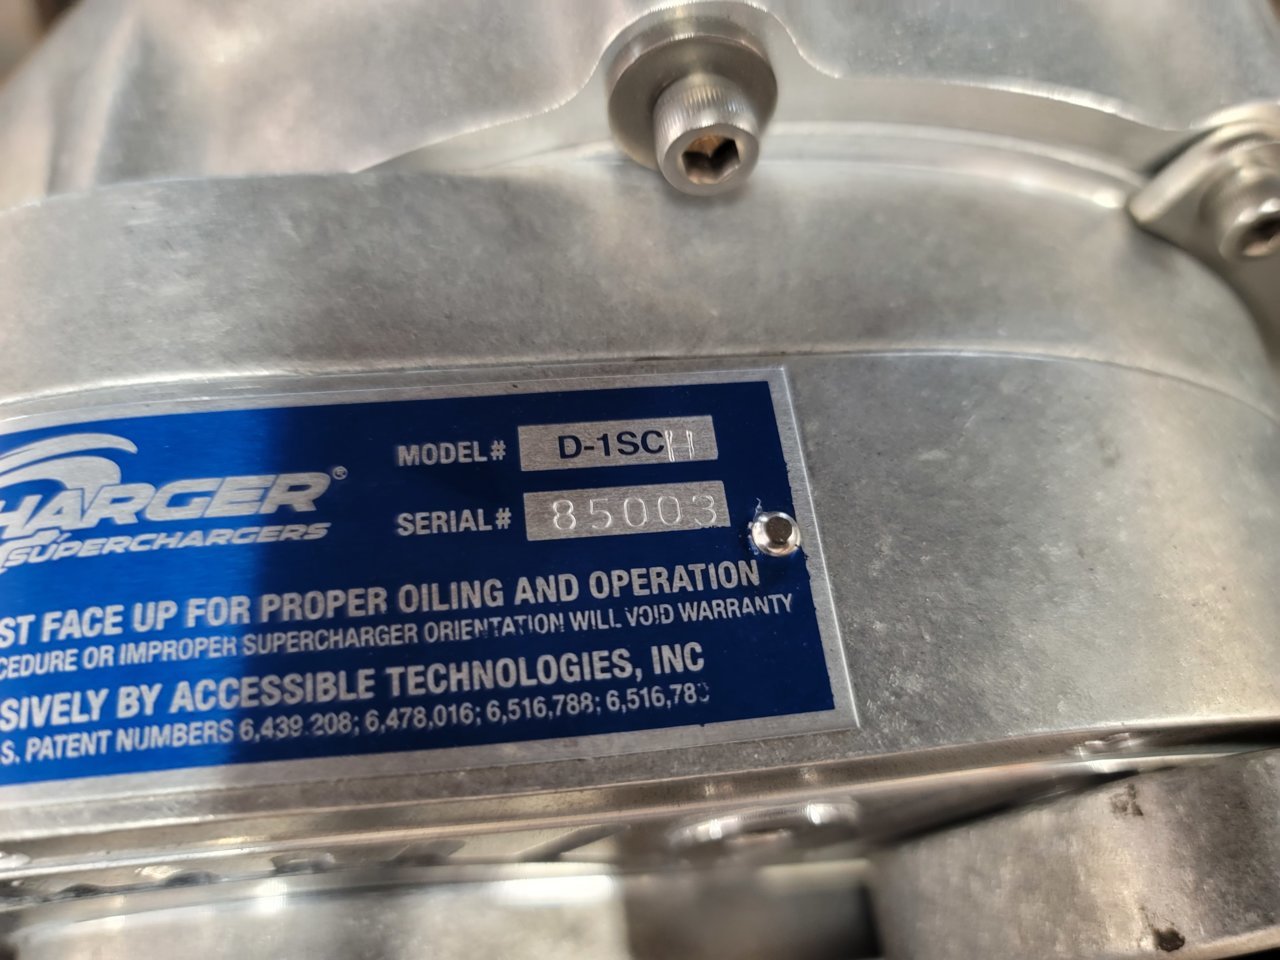 MODEL# D-1SC
HARGER®
SERIAL# 85003
SUPERCHARGERS
ST FACE UP FOR PROPER OILING AND OPERATION
CEDURE OR IMPROPER SUPERCHARGER ORIENTATION WILL VOID WARRANTY
SIVELY BY ACCESSIBLE TECHNOLOGIES, INC
S. PATENT NUMBERS 6,439,208; 6,478,016; 6,516,788;